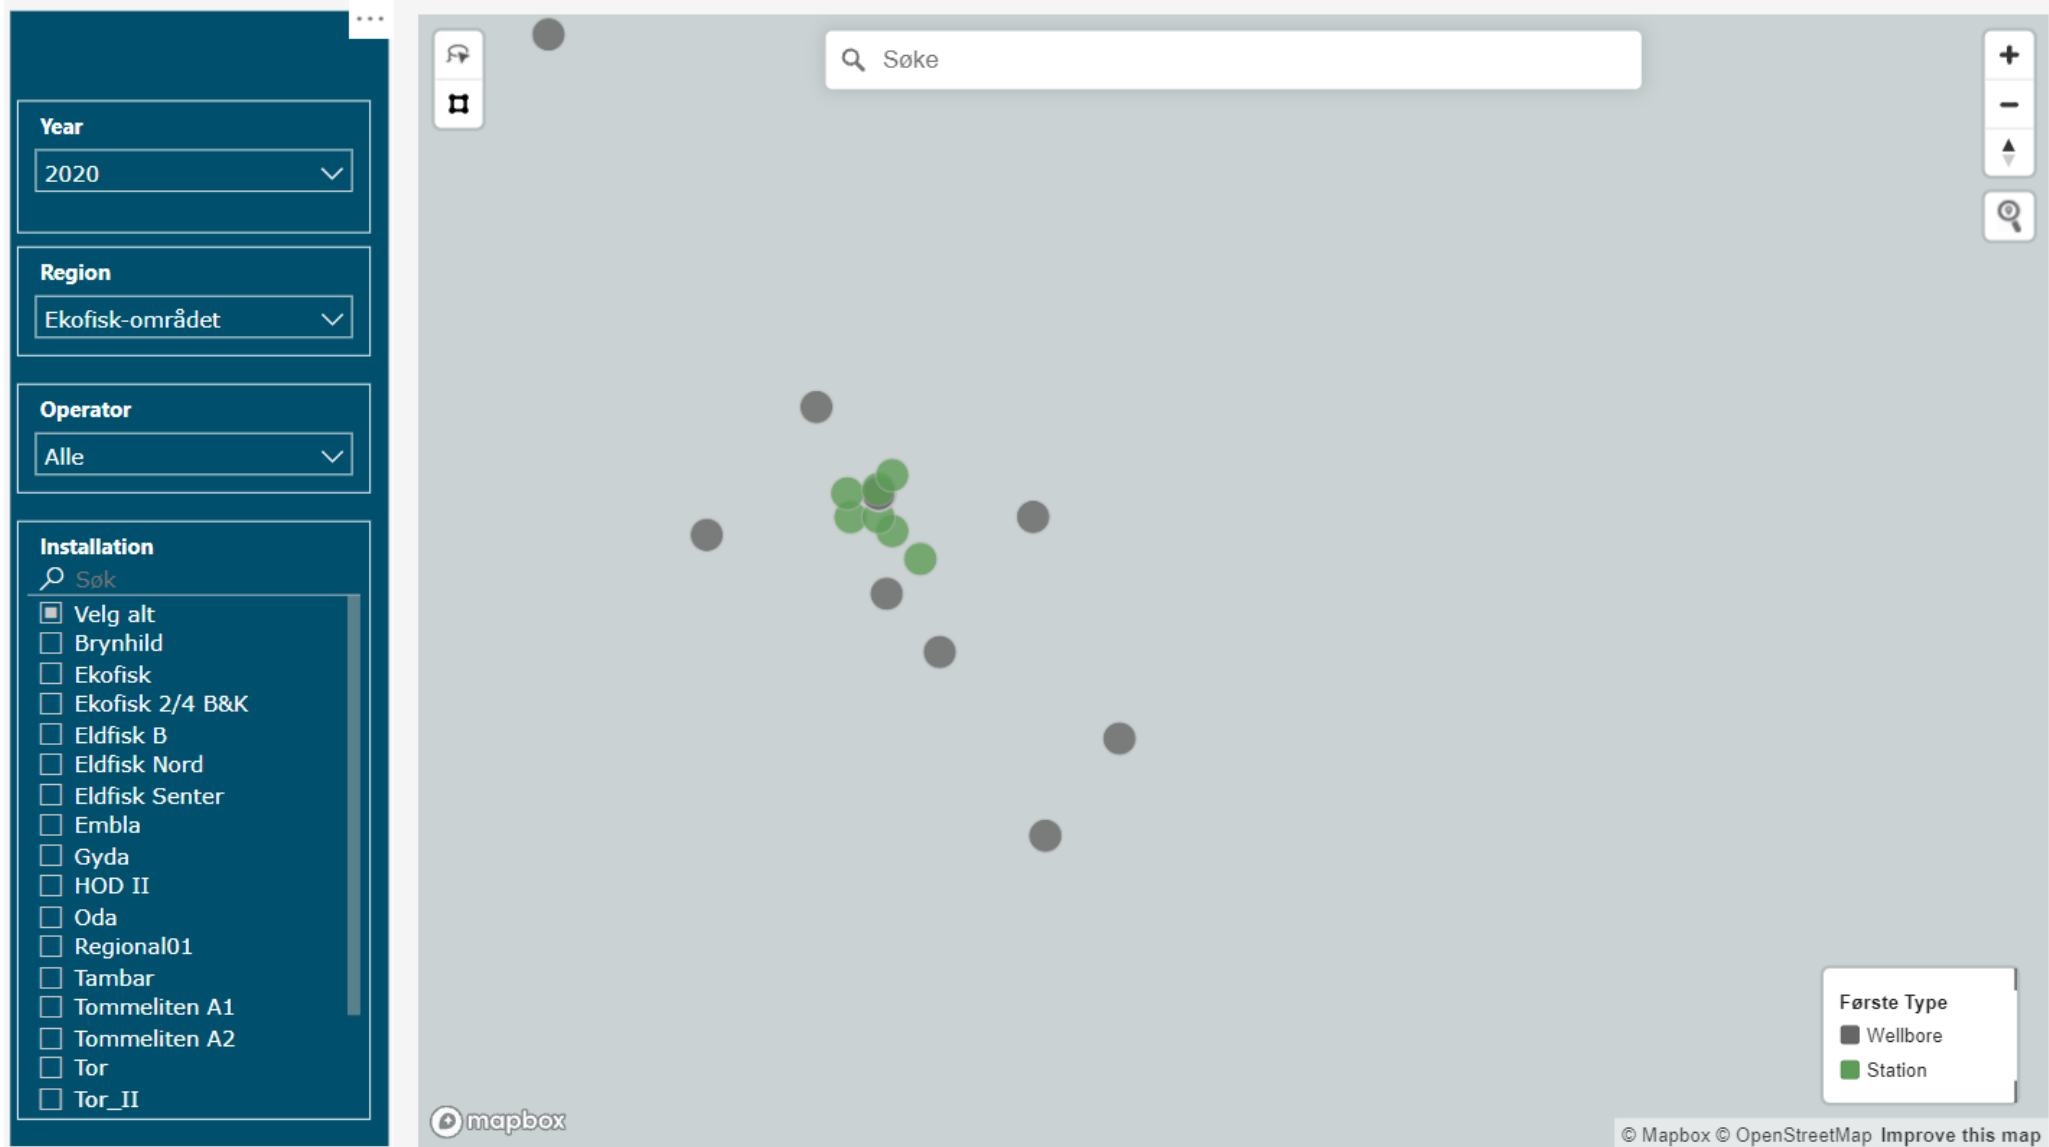 Year
2020
Region
Ekofisk-området
Operator
Alle
Installation
Søk
Velg alt
Brynhild
Ekofisk
Ekofisk 2/4 B&K
Eldfisk B
Eldfisk Nord
Eldfisk Senter
Embla
Gyda
HOD II
Oda
Regional01
Tambar
Tommeliten A1
Tommeliten A2
Tor
Tor_II
Søke
Første Type
Wellbore
Station
mapbox
© Mapbox © OpenStreetMap Improve this map